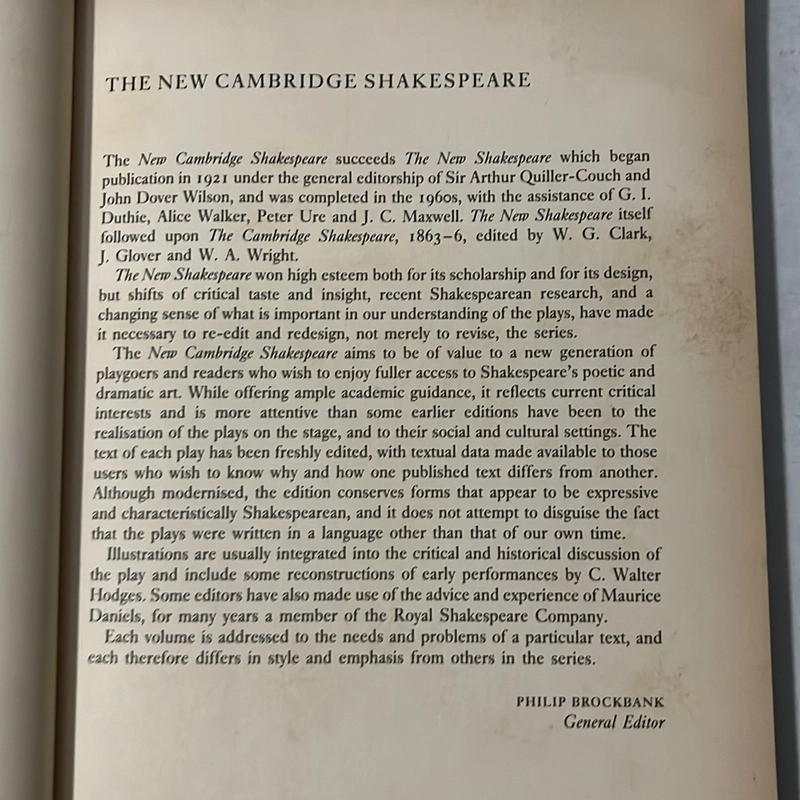 THE NEW CAMBRIDGE SHAKESPEARE
The New Cambridge Shakespeare succeeds The New Shakespeare which began
publication in 1921 under the general editorship of Sir Arthur Quiller-Couch and
John Dover Wilson, and was completed in the 1960s, with the assistance of G. I.
Duthie, Alice Walker, Peter Ure and J. C. Maxwell. The New Shakespeare itself
followed upon The Cambridge Shakespeare, 1863–6, edited by W. G. Clark,
J. Glover and W. A. Wright.
The New Shakespeare won high esteem both for its scholarship and for its design,
but shifts of critical taste and insight, recent Shakespearean research, and a
changing sense of what is important in our understanding of the plays, have made
it necessary to re-edit and redesign, not merely to revise, the series.
The New Cambridge Shakespeare aims to be of value to a new generation of
playgoers and readers who wish to enjoy fuller access to Shakespeare's poetic and
dramatic art. While offering ample academic guidance, it reflects current critical
interests and is more attentive than some earlier editions have been to the
realisation of the plays on the stage, and to their social and cultural settings. The
text of each play has been freshly edited, with textual data made available to those
users who wish to know why and how one published text differs from another.
Although modernised, the edition conserves forms that appear to be expressive
and characteristically Shakespearean, and it does not attempt to disguise the fact
that the plays were written in a language other than that of our own time.
Illustrations are usually integrated into the critical and historical discussion of
the play and include some reconstructions of early performances by C. Walter
Hodges. Some editors have also made use of the advice and experience of Maurice
Daniels, for many years a member of the Royal Shakespeare Company.
Each volume is addressed to the needs and problems of a particular text, and
each therefore differs in style and emphasis from others in the series.
PHILIP BROCKBANK
General Editor